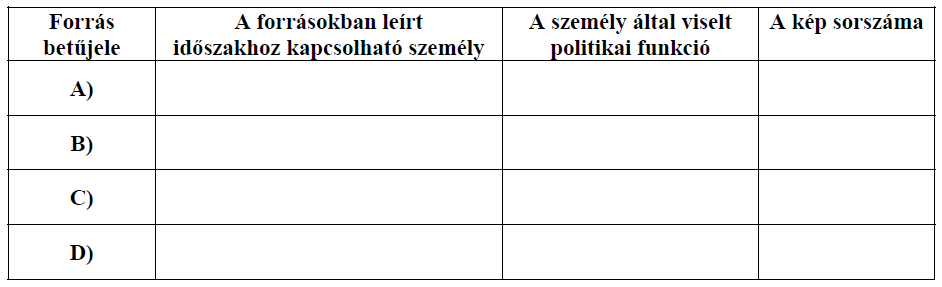 Forrás betűjele
A forrásokban leírt időszakhoz kapcsolható személy
A személy által viselt politikai funkció
A kép sorszáma
A)
B)
C)
D)